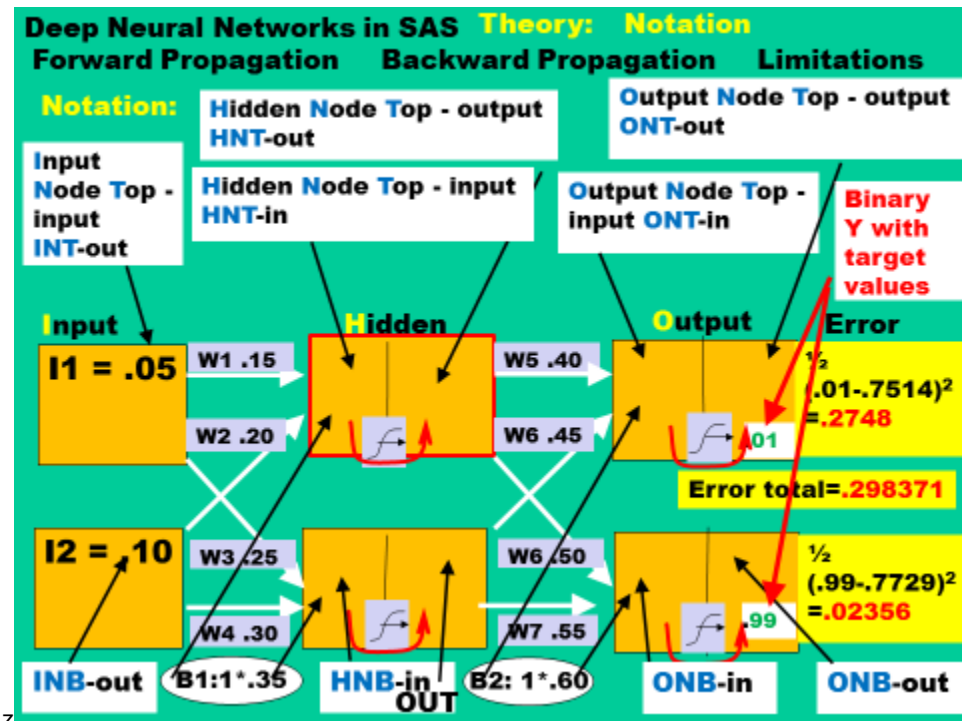 Deep Neural Networks in SAS Theory: Notation
Forward Propagation Backward Propagation Limitations
Notation:
Hidden Node Top - output
HNT-out
Output Node Top - output
ONT-out
Input
Node Top -
input
INT-out
Hidden Node Top - input
HNT-in
Output Node Top -
input ONT-in
Binary
Y with
target
values
Input
Hidden
Output
Error
I1 = .05
W1 .15
W5 .40
½
(.01-.7514)²
=.2748
W2 .20
W6 .45
.01
Error total=.298371
I2 = .10
W3 .25
W6 .50
½
(.99-.7729)²
=.02356
W4 .30
W7 .55
.99
INB-out
B1:1*.35
HNB-in
OUT
B2: 1*.60
ONB-in
ONB-out
7